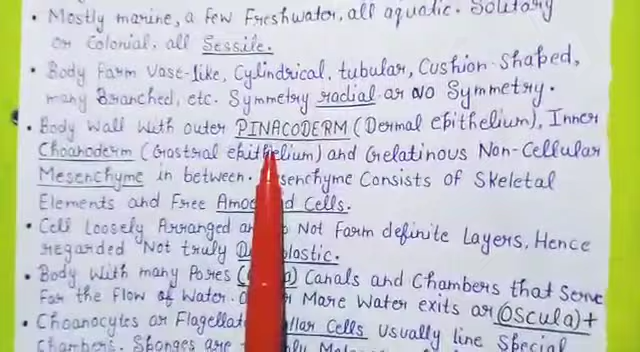 • Mostly marine, a few Freshwater, all aquatic. Solitary
or Colonial, all Sessile.
• Body Farm Vase-like, Cylindrical, tubular, Cushion-Shaped,
many Branched, etc. Symmetry radial or No Symmetry.
• Body Wall With outer PINACODERM (Dermal epithelium), Inner
Choanoderm (Gastral epithelium) and Gelatinous Non-Cellular
Mesenchyme in between. Consists of Skeletal
Elements and Free Cells.
• Cell Loosely Arranged Not Form definite Layers, Hence
regarded Not truly
• Body With many Pores Canals and Chambers that Serve
For the Flow of Water. More Water exits or (OSCula) +
• Choanocytes or Cells Usually line Special
Chambers. Sponges are